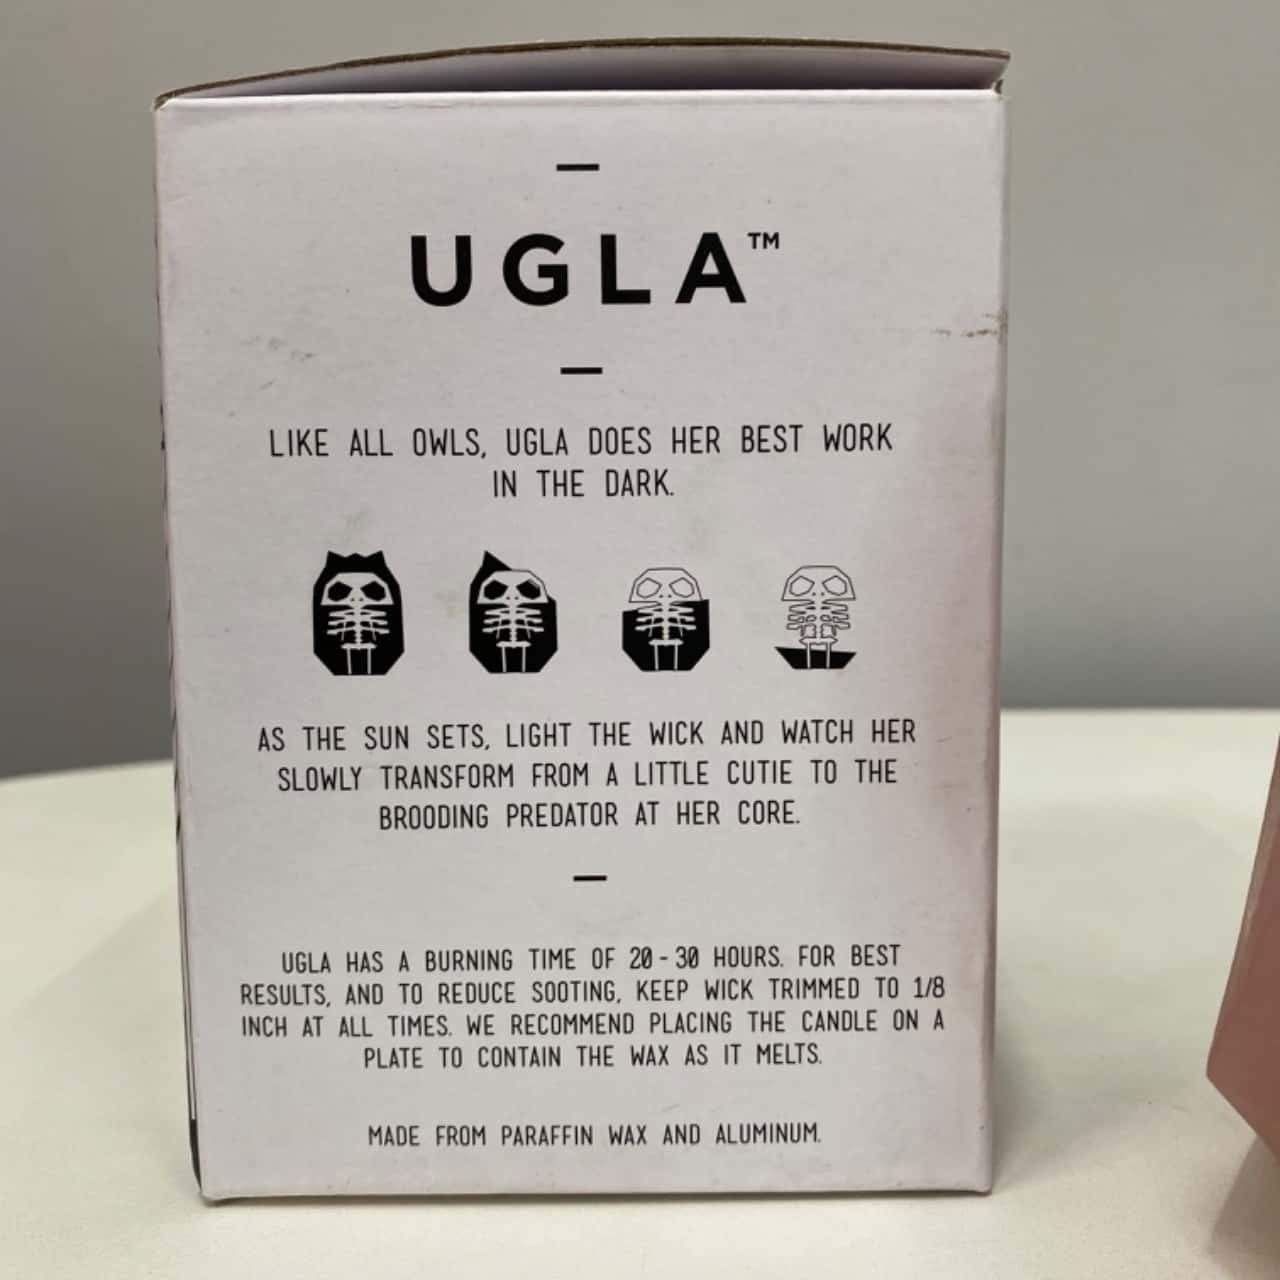 UGLA™
LIKE ALL OWLS, UGLA DOES HER BEST WORK
IN THE DARK.
AS THE SUN SETS, LIGHT THE WICK AND WATCH HER
SLOWLY TRANSFORM FROM A LITTLE CUTIE TO THE
BROODING PREDATOR AT HER CORE.
UGLA HAS A BURNING TIME OF 20-30 HOURS. FOR BEST
RESULTS, AND TO REDUCE SOOTING, KEEP WICK TRIMMED TO 1/8
INCH AT ALL TIMES. WE RECOMMEND PLACING THE CANDLE ON A
PLATE TO CONTAIN THE WAX AS IT MELTS.
MADE FROM PARAFFIN WAX AND ALUMINUM.